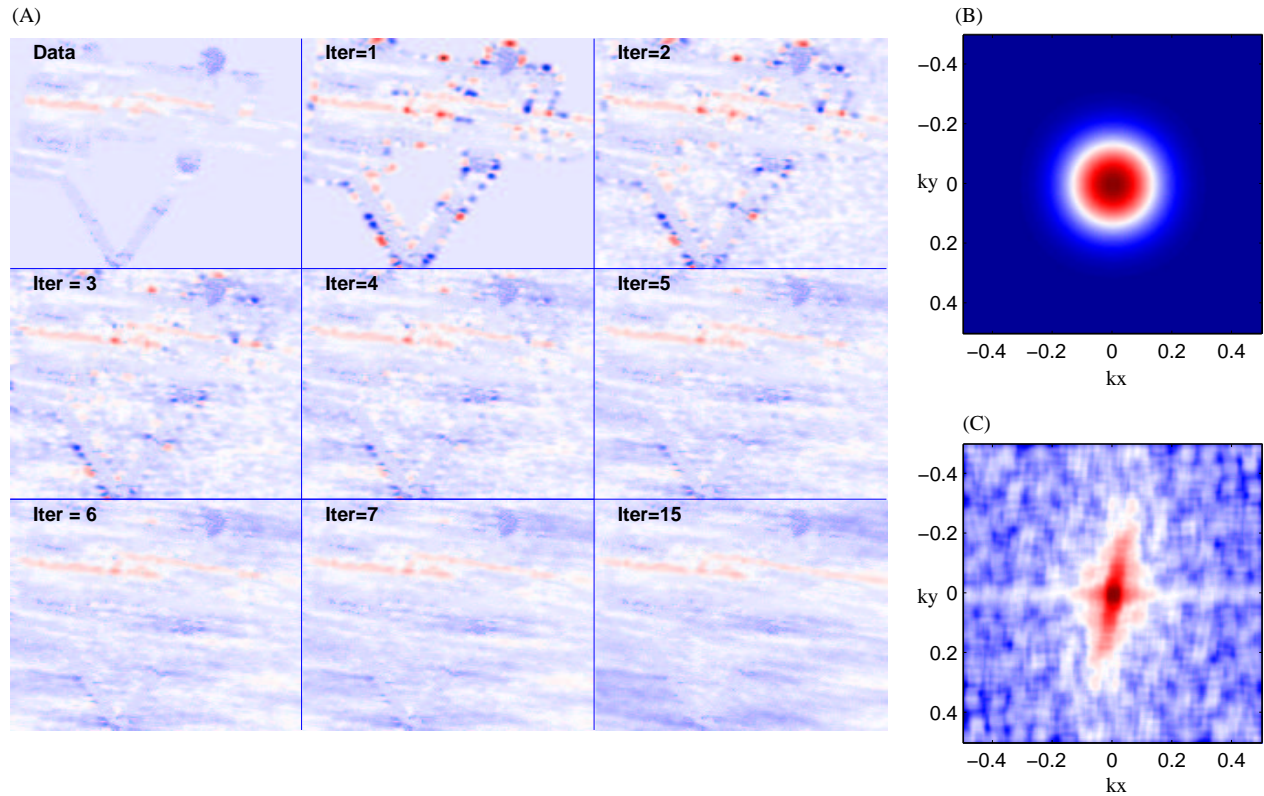 (A)
Data
Iter=1
Iter=2
Iter = 3
Iter=4
Iter=5
Iter = 6
Iter=7
Iter=15
(B)
−0.4
−0.2
ky 0
0.2
0.4
−0.4 −0.2 0 0.2 0.4
kx
(C)
−0.4
−0.2
ky 0
0.2
0.4
−0.4 −0.2 0 0.2 0.4
kx